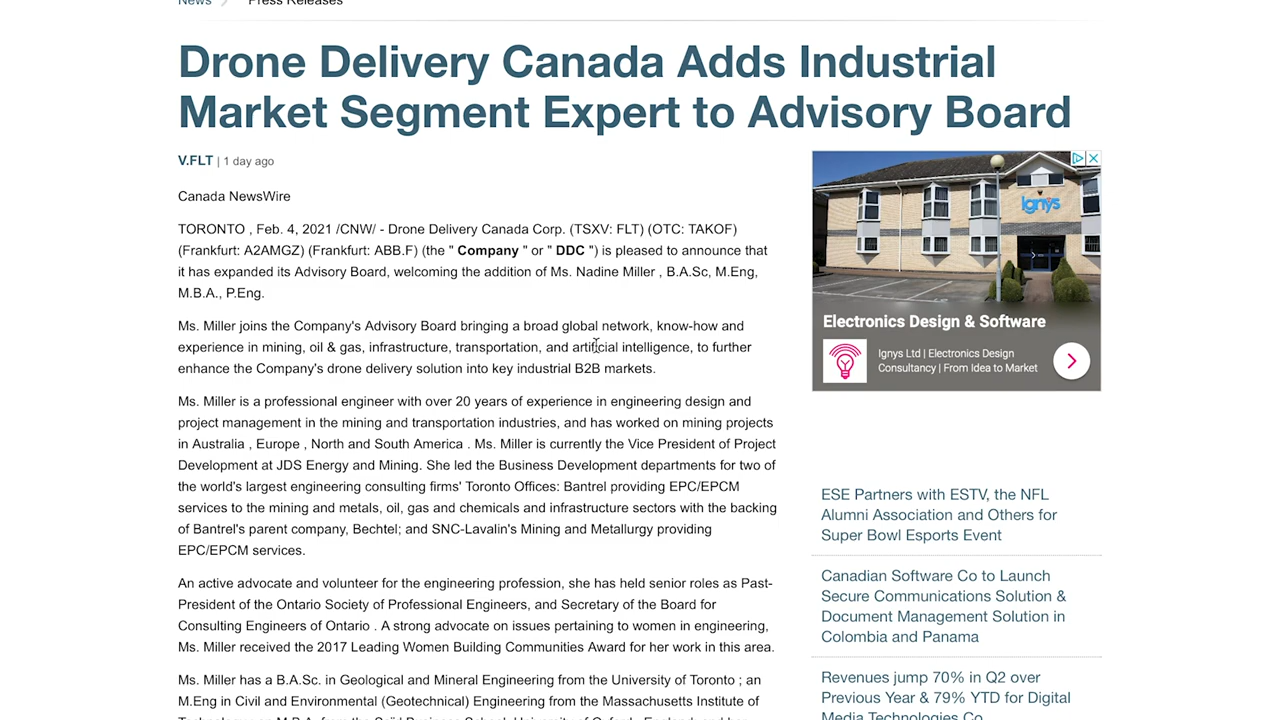 News
Press Releases
Drone Delivery Canada Adds Industrial
Market Segment Expert to Advisory Board
V.FLT | 1 day ago
Canada NewsWire
TORONTO , Feb. 4, 2021 /CNW/ - Drone Delivery Canada Corp. (TSXV: FLT) (OTC: TAKOF)
(Frankfurt: A2AMGZ) (Frankfurt: ABB.F) (the " Company " or " DDC ") is pleased to announce that
it has expanded its Advisory Board, welcoming the addition of Ms. Nadine Miller , B.A.Sc, M.Eng,
M.B.A., P.Eng.
Ms. Miller joins the Company's Advisory Board bringing a broad global network, know-how and
experience in mining, oil & gas, infrastructure, transportation, and artificial intelligence, to further
enhance the Company's drone delivery solution into key industrial B2B markets.
Ms. Miller is a professional engineer with over 20 years of experience in engineering design and
project management in the mining and transportation industries, and has worked on mining projects
in Australia , Europe , North and South America . Ms. Miller is currently the Vice President of Project
Development at JDS Energy and Mining. She led the Business Development departments for two of
the world's largest engineering consulting firms' Toronto Offices: Bantrel providing EPC/EPCM
services to the mining and metals, oil, gas and chemicals and infrastructure sectors with the backing
of Bantrel's parent company, Bechtel; and SNC-Lavalin's Mining and Metallurgy providing
EPC/EPCM services.
An active advocate and volunteer for the engineering profession, she has held senior roles as Past-
President of the Ontario Society of Professional Engineers, and Secretary of the Board for
Consulting Engineers of Ontario . A strong advocate on issues pertaining to women in engineering,
Ms. Miller received the 2017 Leading Women Building Communities Award for her work in this area.
Ms. Miller has a B.A.Sc. in Geological and Mineral Engineering from the University of Toronto ; an
M.Eng in Civil and Environmental (Geotechnical) Engineering from the Massachusetts Institute of
Technology; an M.B.A. from the Saïd Business School, University of Oxford, England; and her
Ignys
Electronics Design & Software
Ignys Ltd | Electronics Design
Consultancy | From Idea to Market
ESE Partners with ESTV, the NFL
Alumni Association and Others for
Super Bowl Esports Event
Canadian Software Co to Launch
Secure Communications Solution &
Document Management Solution in
Colombia and Panama
Revenues jump 70% in Q2 over
Previous Year & 79% YTD for Digital
Media Technologies Co